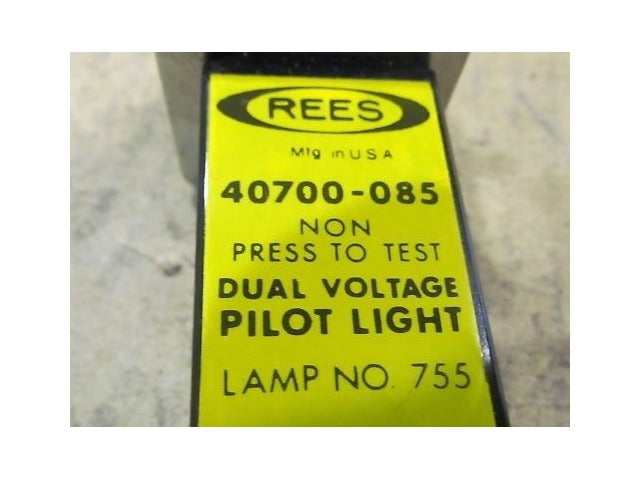 REES
Mfg in USA
40700-085
NON
PRESS TO TEST
DUAL VOLTAGE
PILOT LIGHT
LAMP NO. 755